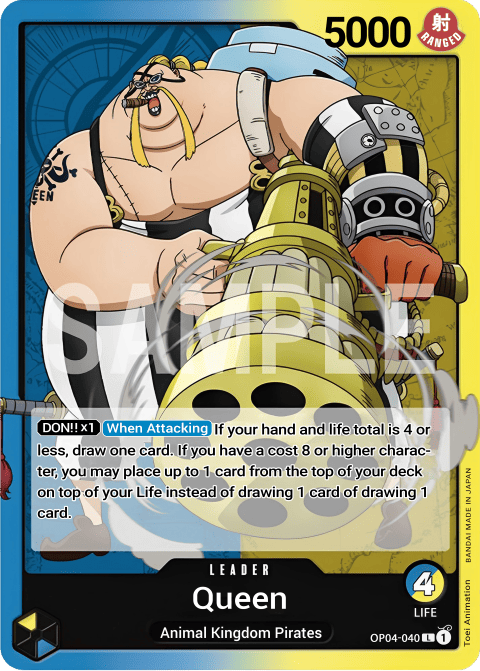 5000
射
RANGED
QUEEN
SAMPLE
DON!! ×1 When Attacking If your hand and life total is 4 or
less, draw one card. If you have a cost 8 or higher charac-
ter, you may place up to 1 card from the top of your deck
on top of your Life instead of drawing 1 card of drawing 1
card.
LEADER
Queen
4
LIFE
Animal Kingdom Pirates
OP04-040 L 1
Toei Animation BANDAI MADE IN JAPAN